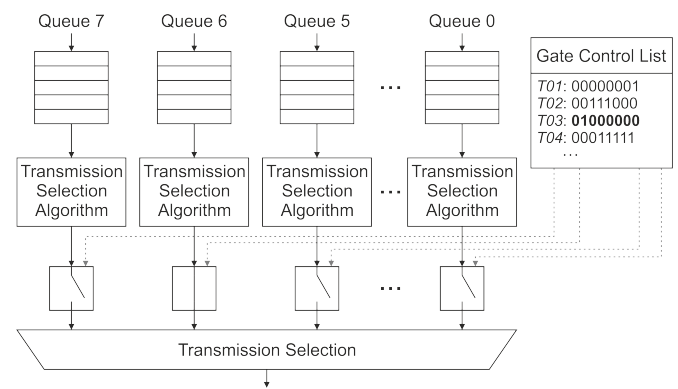 Queue 7
Queue 6
Queue 5
Queue 0
Gate Control List
T01: 00000001
T02: 00111000
T03: 01000000
T04: 00011111
...
...
Transmission
Selection
Algorithm
Transmission
Selection
Algorithm
Transmission
Selection
Algorithm
...
Transmission
Selection
Algorithm
...
Transmission Selection